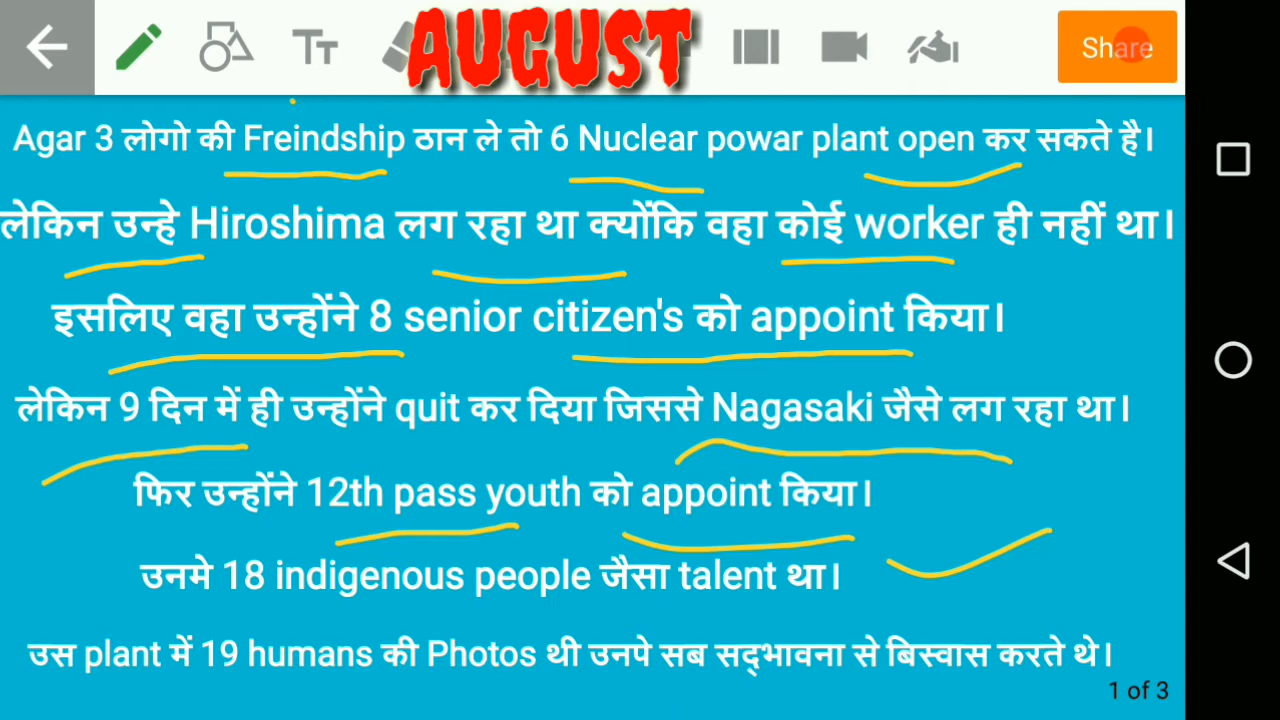 AUGUST
Share
Agar 3 लोगो की Freindship ठान ले तो 6 Nuclear powar plant open कर सकते है।
लेकिन उन्हे Hiroshima लग रहा था क्योंकि वहा कोई worker ही नहीं था।
इसलिए वहा उन्होंने 8 senior citizen's को appoint किया।
लेकिन 9 दिन में ही उन्होंने quit कर दिया जिससे Nagasaki जैसे लग रहा था।
फिर उन्होंने 12th pass youth को appoint किया।
उनमे 18 indigenous people जैसा talent था।
उस plant में 19 humans की Photos थी उनपे सब सद्भावना से बिस्वास करते थे।
1 of 3